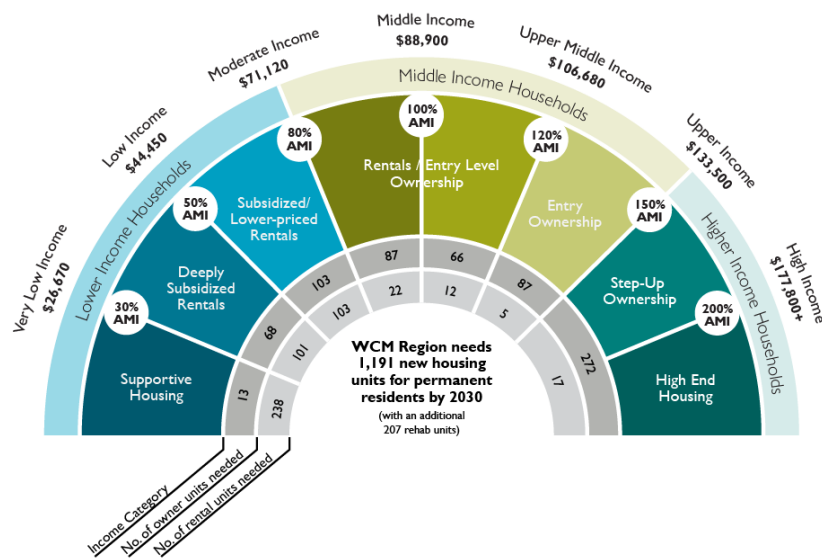 Very Low Income
$26,670
Low Income
$44,450
Moderate Income
$71,120
Middle Income
$88,900
Upper Middle Income
$106,680
Upper Income
$133,500
High Income
$177,800+
Lower Income Households
Middle Income Households
Higher Income Households
30%
AMI
50%
AMI
80%
AMI
100%
AMI
120%
AMI
150%
AMI
200%
AMI
Supportive
Housing
Deeply
Subsidized
Rentals
Subsidized/
Lower-priced
Rentals
Rentals / Entry Level
Ownership
Entry
Ownership
Step-Up
Ownership
High End
Housing
13
68
103
87
66
87
272
238
101
103
22
12
5
17
WCM Region needs
1,191 new housing
units for permanent
residents by 2030
(with an additional
207 rehab units)
Income Category
No. of owner units needed
No. of rental units needed